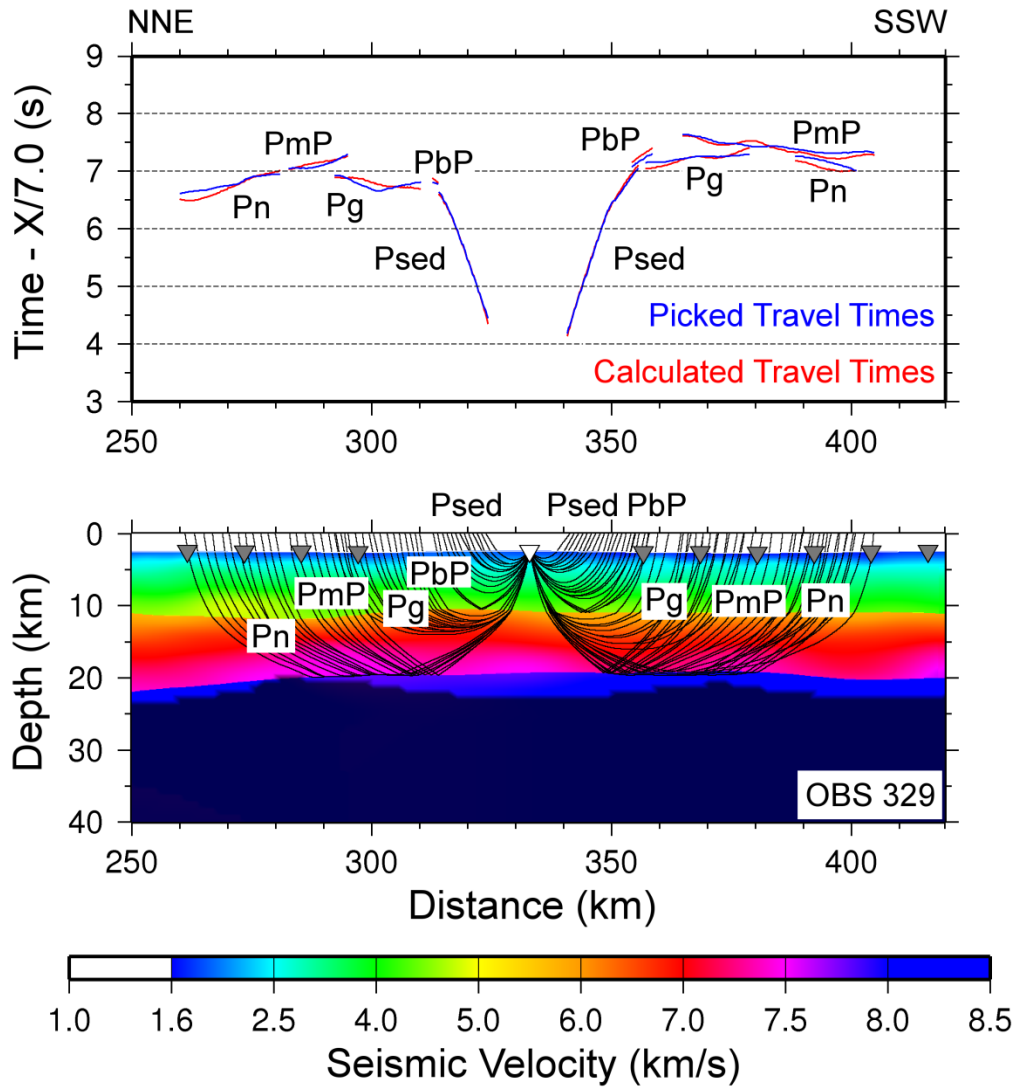 NNE SSW
9
8
7
6
5
4
3
Time - X/7.0 (s)
PmP
PbP
Pn
Pg
Psed
PbP
PmP
Pg
Pn
Psed
Picked Travel Times
Calculated Travel Times
250 300 350 400
Psed Psed PbP
0
10
20
30
40
Depth (km)
PbP
PmP
Pg
Pn
Pg
PmP
Pn
OBS 329
250 300 350 400
Distance (km)
1.0 1.6 2.5 4.0 5.0 6.0 7.0 7.5 8.0 8.5
Seismic Velocity (km/s)